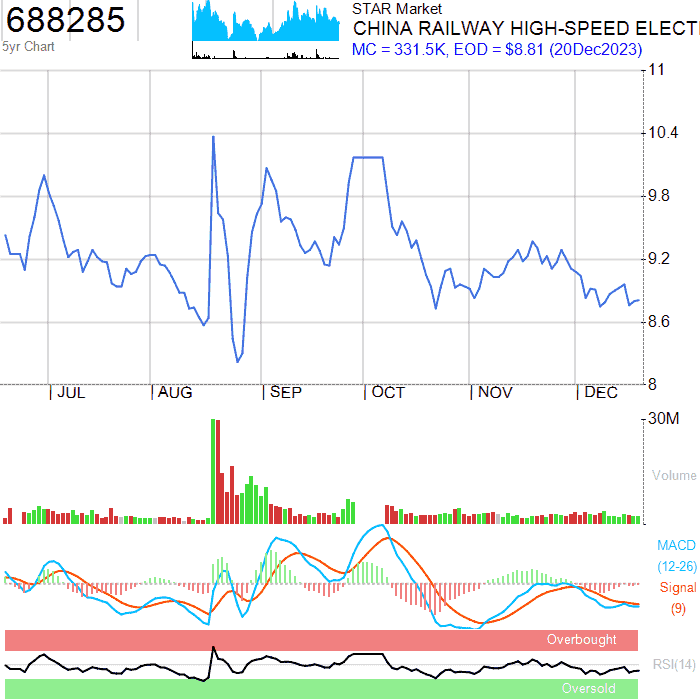 688285
5yr Chart
STAR Market
CHINA RAILWAY HIGH-SPEED ELECTI
MC = 331.5K, EOD = $8.81 (20Dec2023)
11
10.4
9.8
9.2
8.6
8
JUL AUG SEP OCT NOV DEC
30M
Volume
MACD
(12-26)
Signal
(9)
Overbought
RSI(14)
Oversold